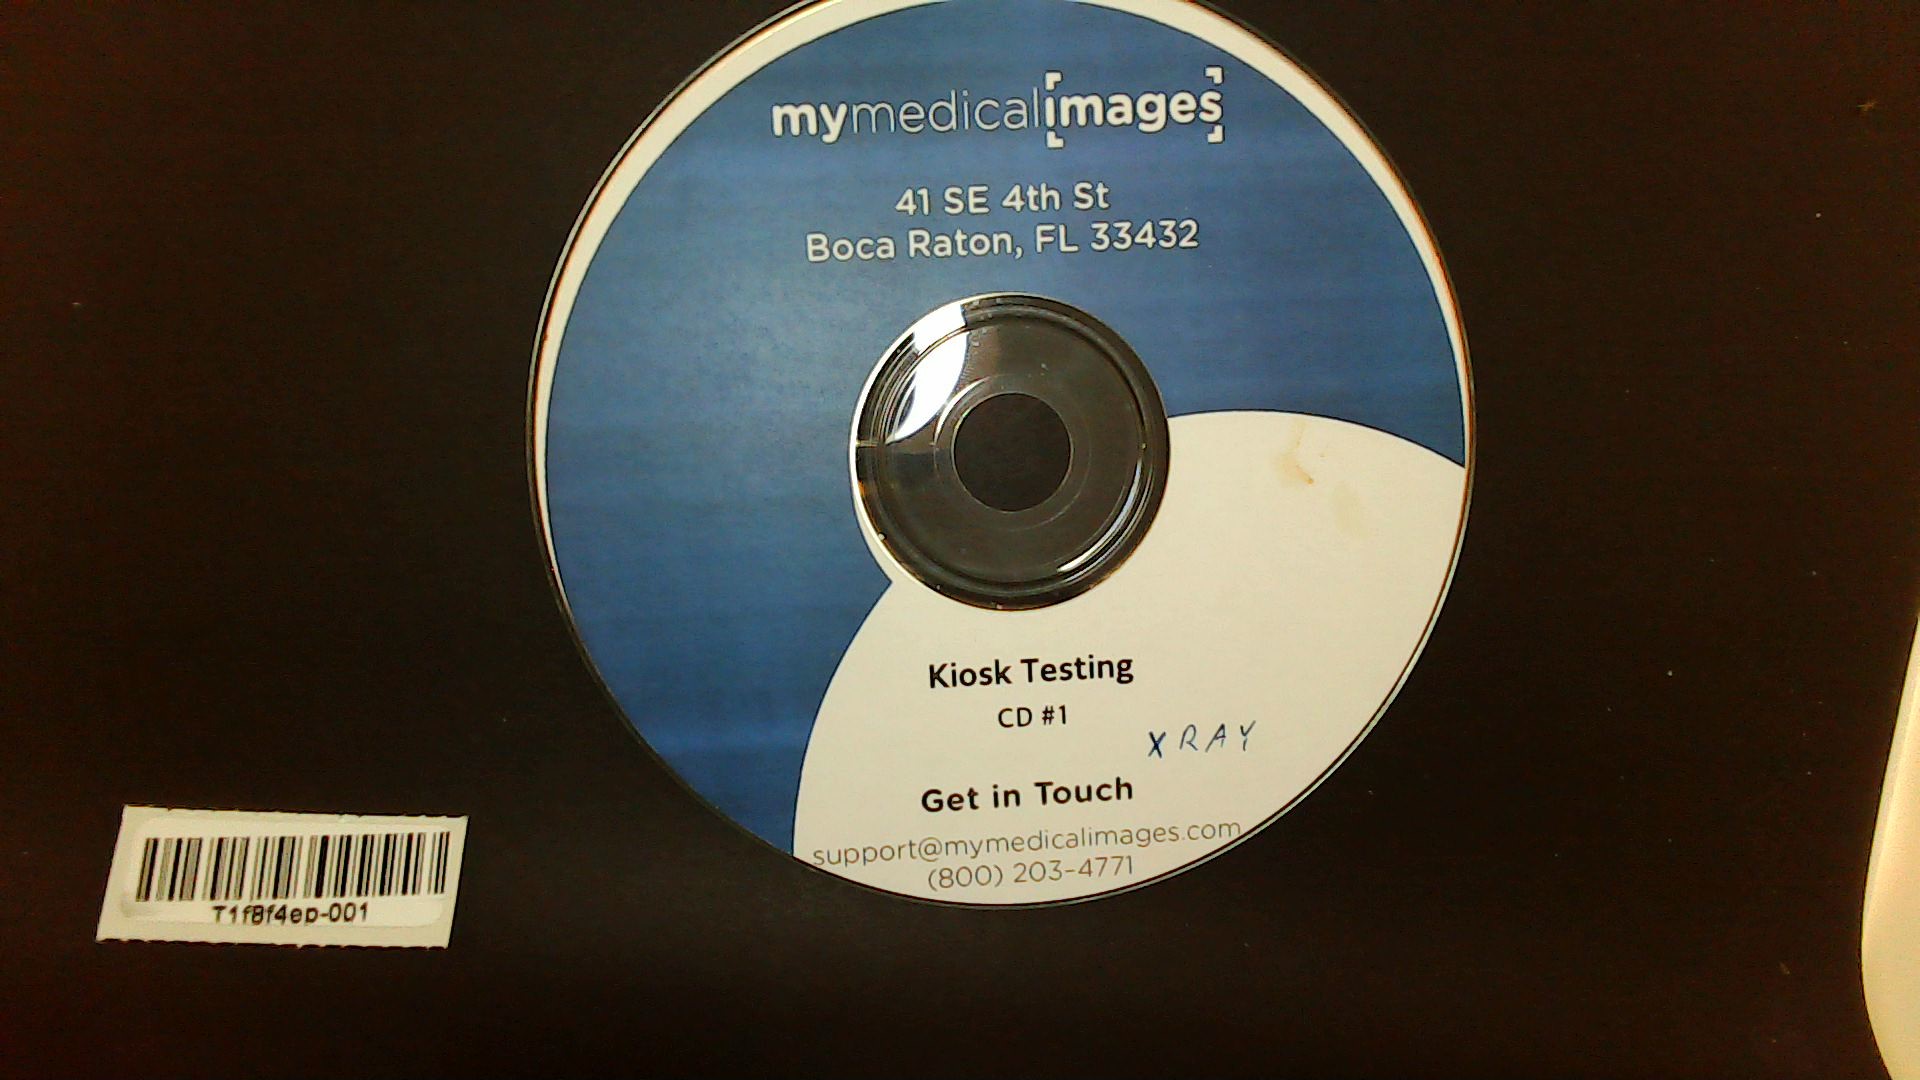 mymedicalimages
41 SE 4th St
Boca Raton, FL 33432
Kiosk Testing
CD #1
X RAY
Get in Touch
support@mymedicalimages.com
(800) 203-4771
T1f8f4ep-001